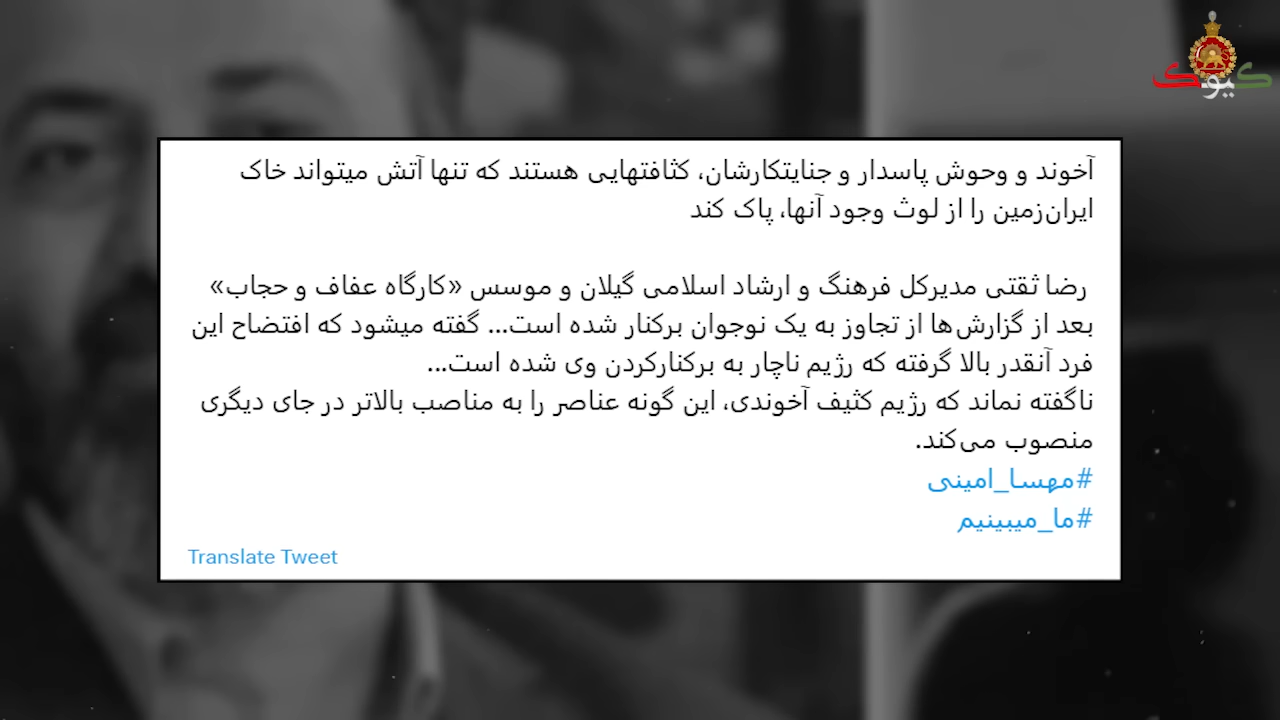 کیوک
آخوند و وحوش پاسدار و جنایتکارشان، کثافتهایی هستند که تنها آتش میتواند خاک
ایران‌زمین را از لوث وجود آنها، پاک کند
رضا ثقتی مدیرکل فرهنگ و ارشاد اسلامی گیلان و موسس «کارگاه عفاف و حجاب»
بعد از گزارش‌ها از تجاوز به یک نوجوان برکنار شده است... گفته میشود که افتضاح این
فرد آنقدر بالا گرفته که رژیم ناچار به برکنارکردن وی شده است...
ناگفته نماند که رژیم کثیف آخوندی، این گونه عناصر را به مناصب بالاتر در جای دیگری
منصوب می‌کند.
#مهسا_امینی
#ما_میبینیم
Translate Tweet